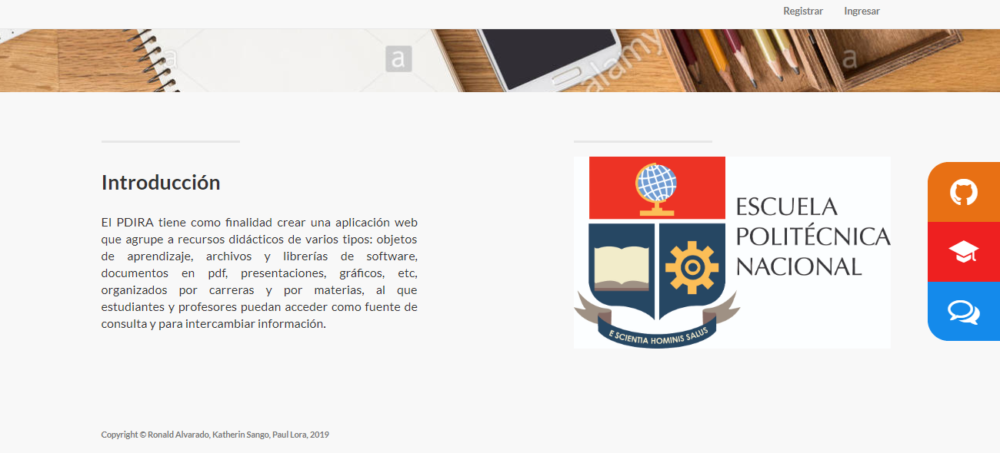 Registrar Ingresar
a a alamy a
Introducción
El PDIRA tiene como finalidad crear una aplicación web
que agrupe a recursos didácticos de varios tipos: objetos
de aprendizaje, archivos y librerías de software,
documentos en pdf, presentaciones, gráficos, etc,
organizados por carreras y por materias, al que
estudiantes y profesores puedan acceder como fuente de
consulta y para intercambiar información.
ESCUELA
POLITÉCNICA
NACIONAL
E SCIENTIA HOMINIS SALUS
Copyright © Ronald Alvarado, Katherin Sango, Paul Lora, 2019